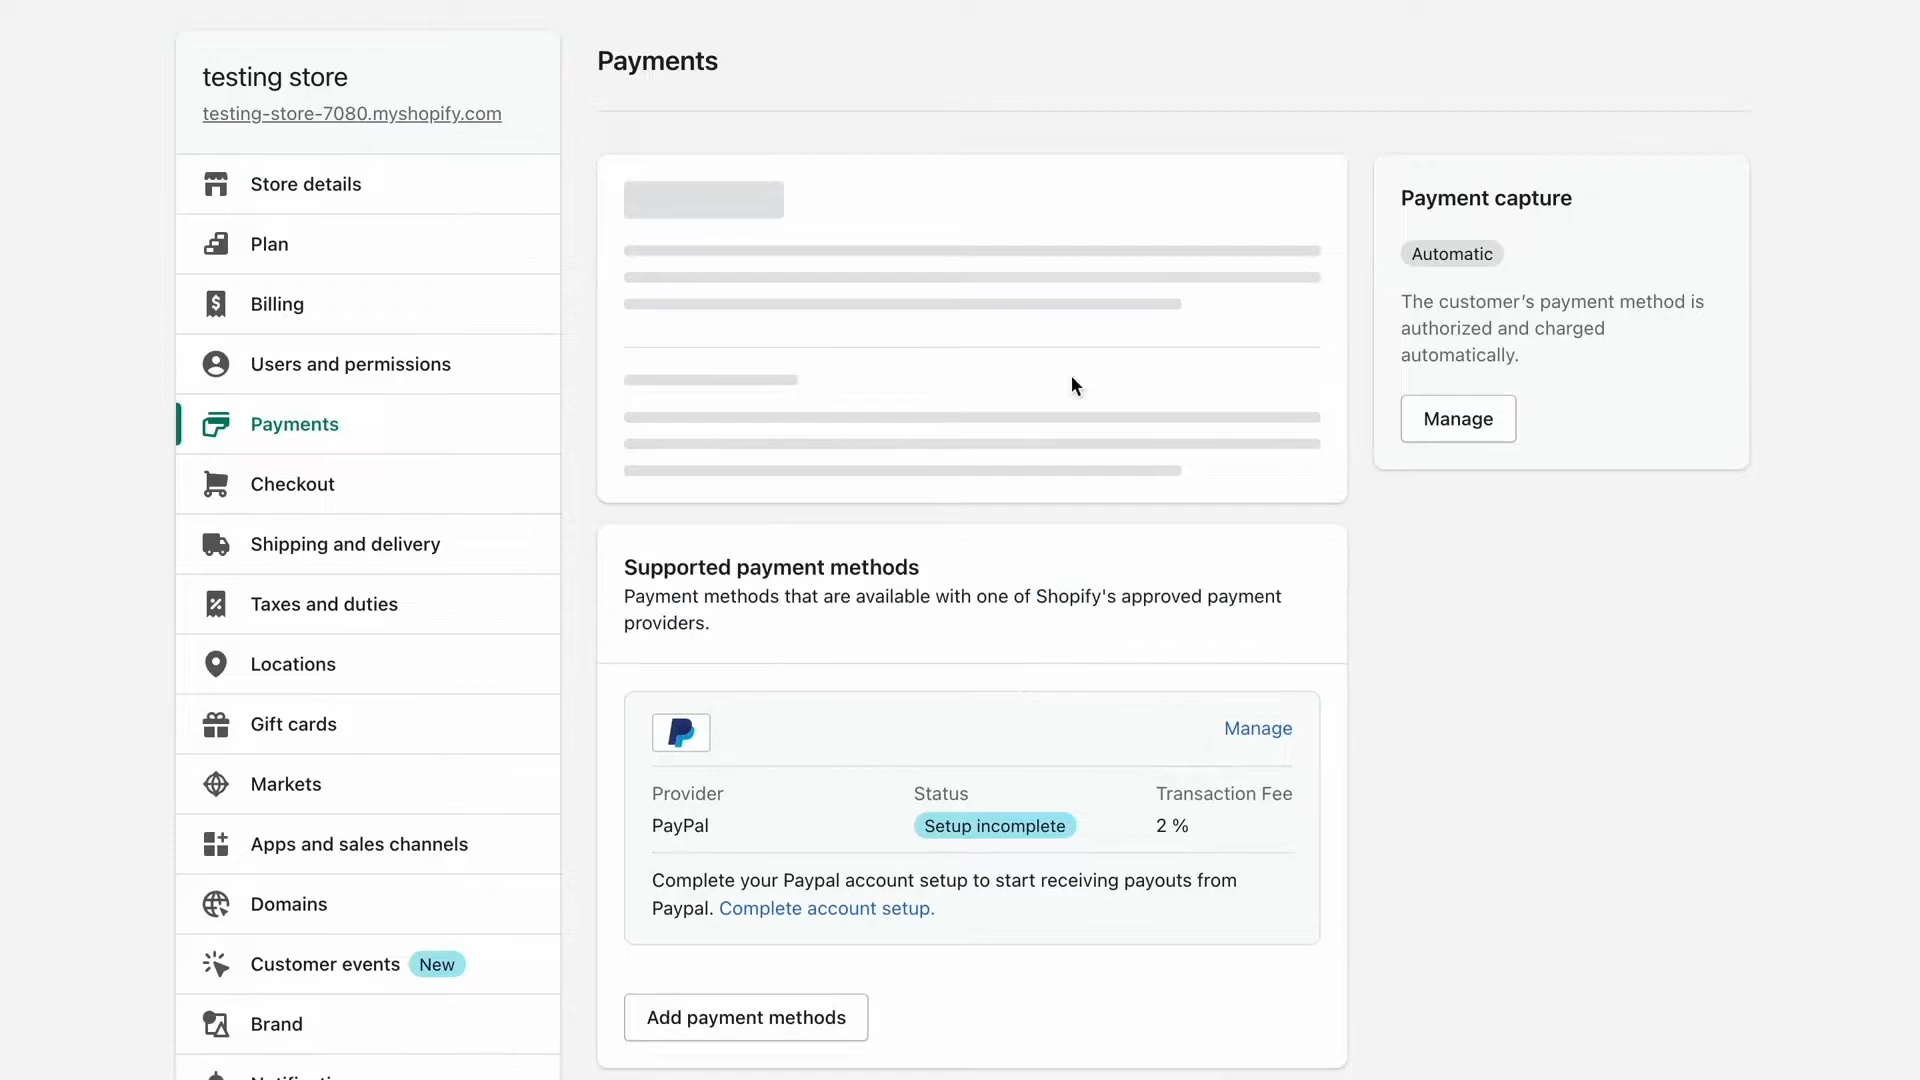 testing store
testing-store-7080.myshopify.com
Store details
Plan
Billing
Users and permissions
Payments
Checkout
Shipping and delivery
Taxes and duties
Locations
Gift cards
Markets
Apps and sales channels
Domains
Customer events New
Brand
Payments
Payment capture
Automatic
The customer's payment method is
authorized and charged
automatically.
Manage
Supported payment methods
Payment methods that are available with one of Shopify's approved payment
providers.
Manage
Provider Status Transaction Fee
PayPal Setup incomplete 2 %
Complete your Paypal account setup to start receiving payouts from
Paypal. Complete account setup.
Add payment methods